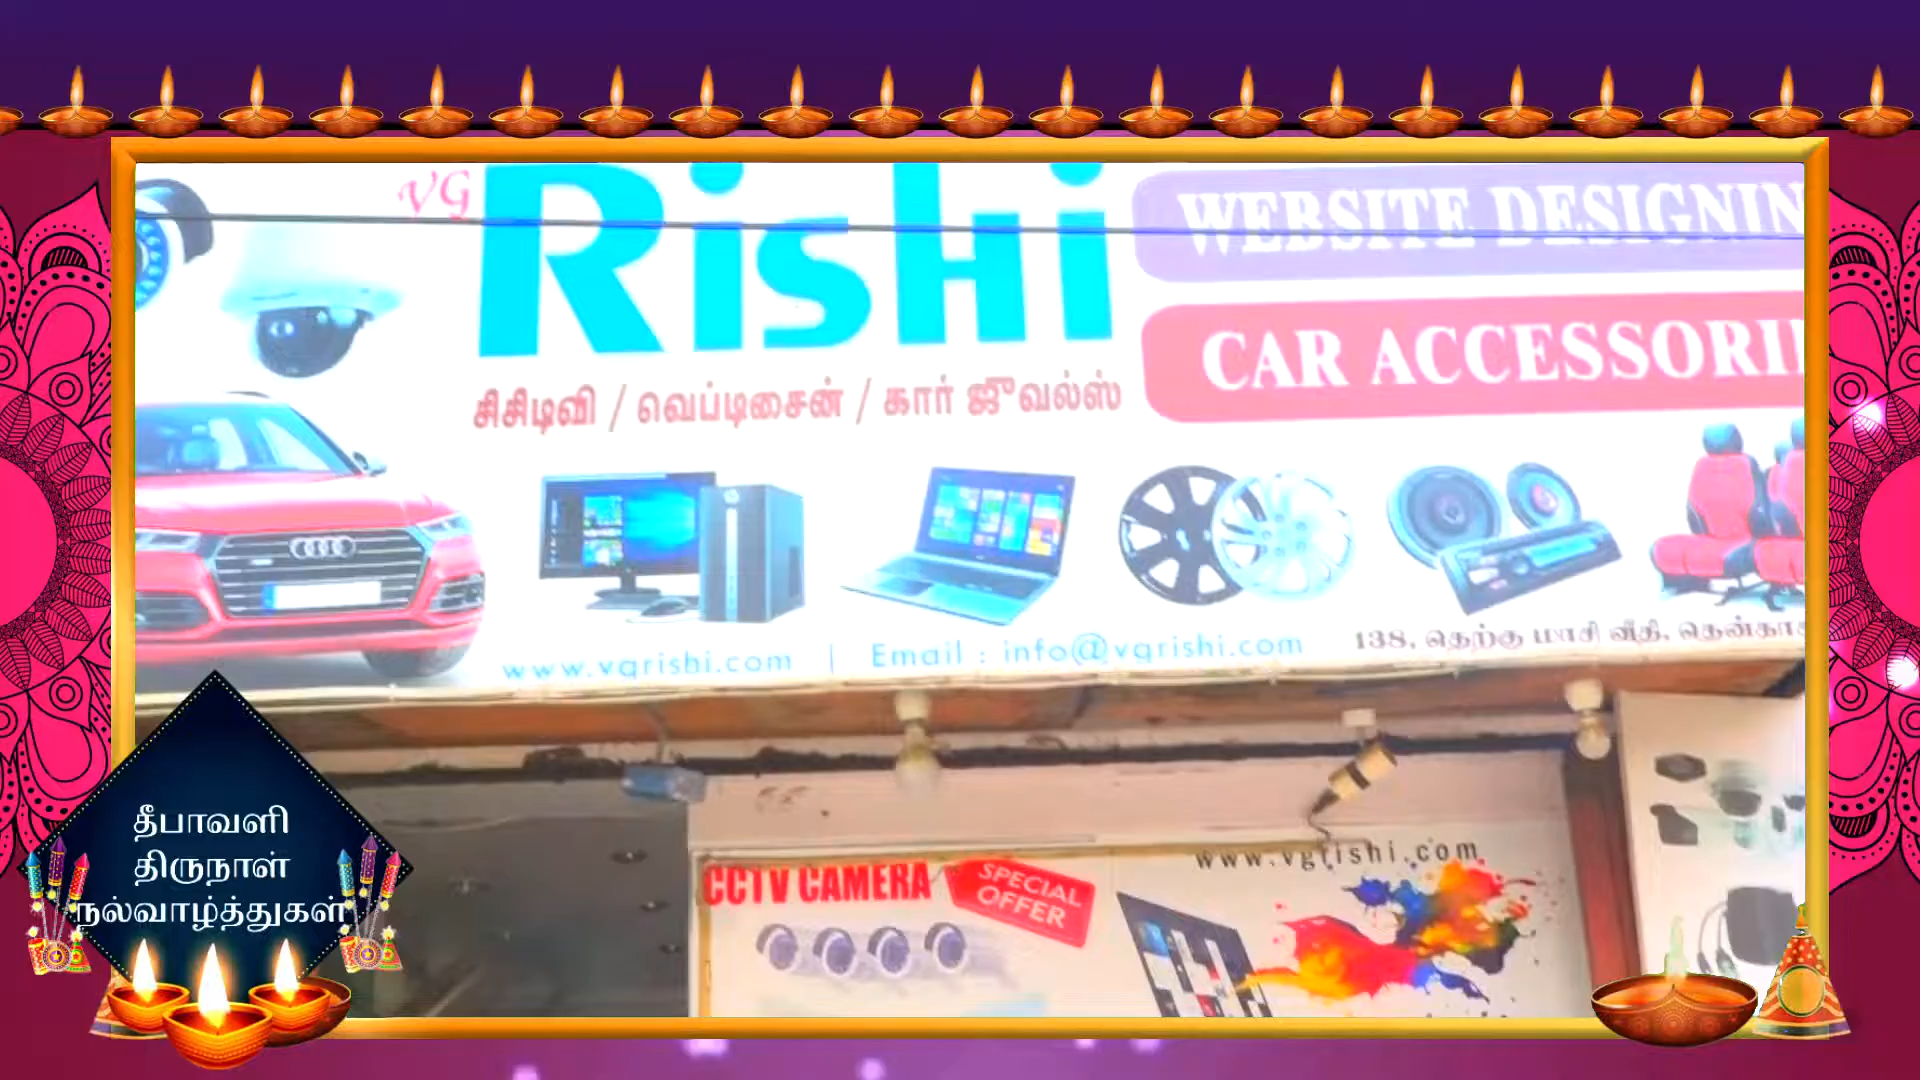 VG Rishi
WEBSITE DESIGNIN
CAR ACCESSORI
சிசிடிவி / வெப்டிசைன் / கார் ஜுவல்ஸ்
www.vgrishi.com | Email : info@vgrishi.com
138, தெற்கு மாசி வீதி, தென்கா
www.vgrishi.com
CCTV CAMERA
SPECIAL
OFFER
தீபாவளி
திருநாள்
நல்வாழ்த்துகள்